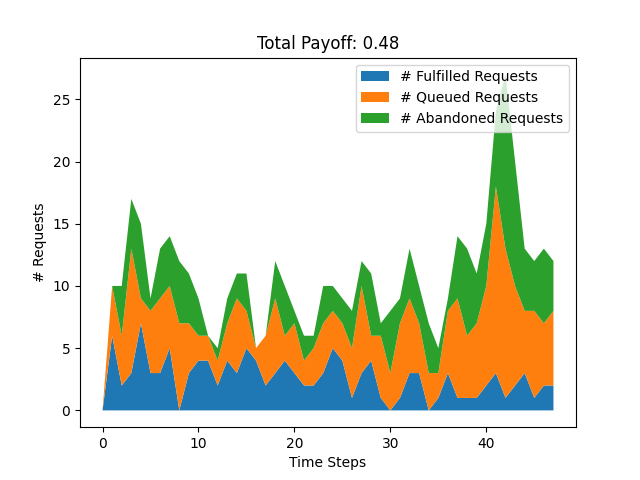 Total Payoff: 0.48
# Fulfilled Requests
# Queued Requests
# Abandoned Requests
# Requests
25
20
15
10
5
0
0 10 20 30 40
Time Steps